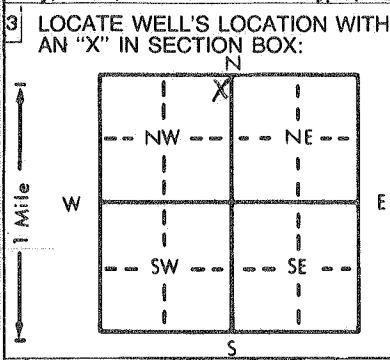 3 LOCATE WELL'S LOCATION WITH
AN "X" IN SECTION BOX:
N
X
NW NE
W E
1 Mile
SW SE
S